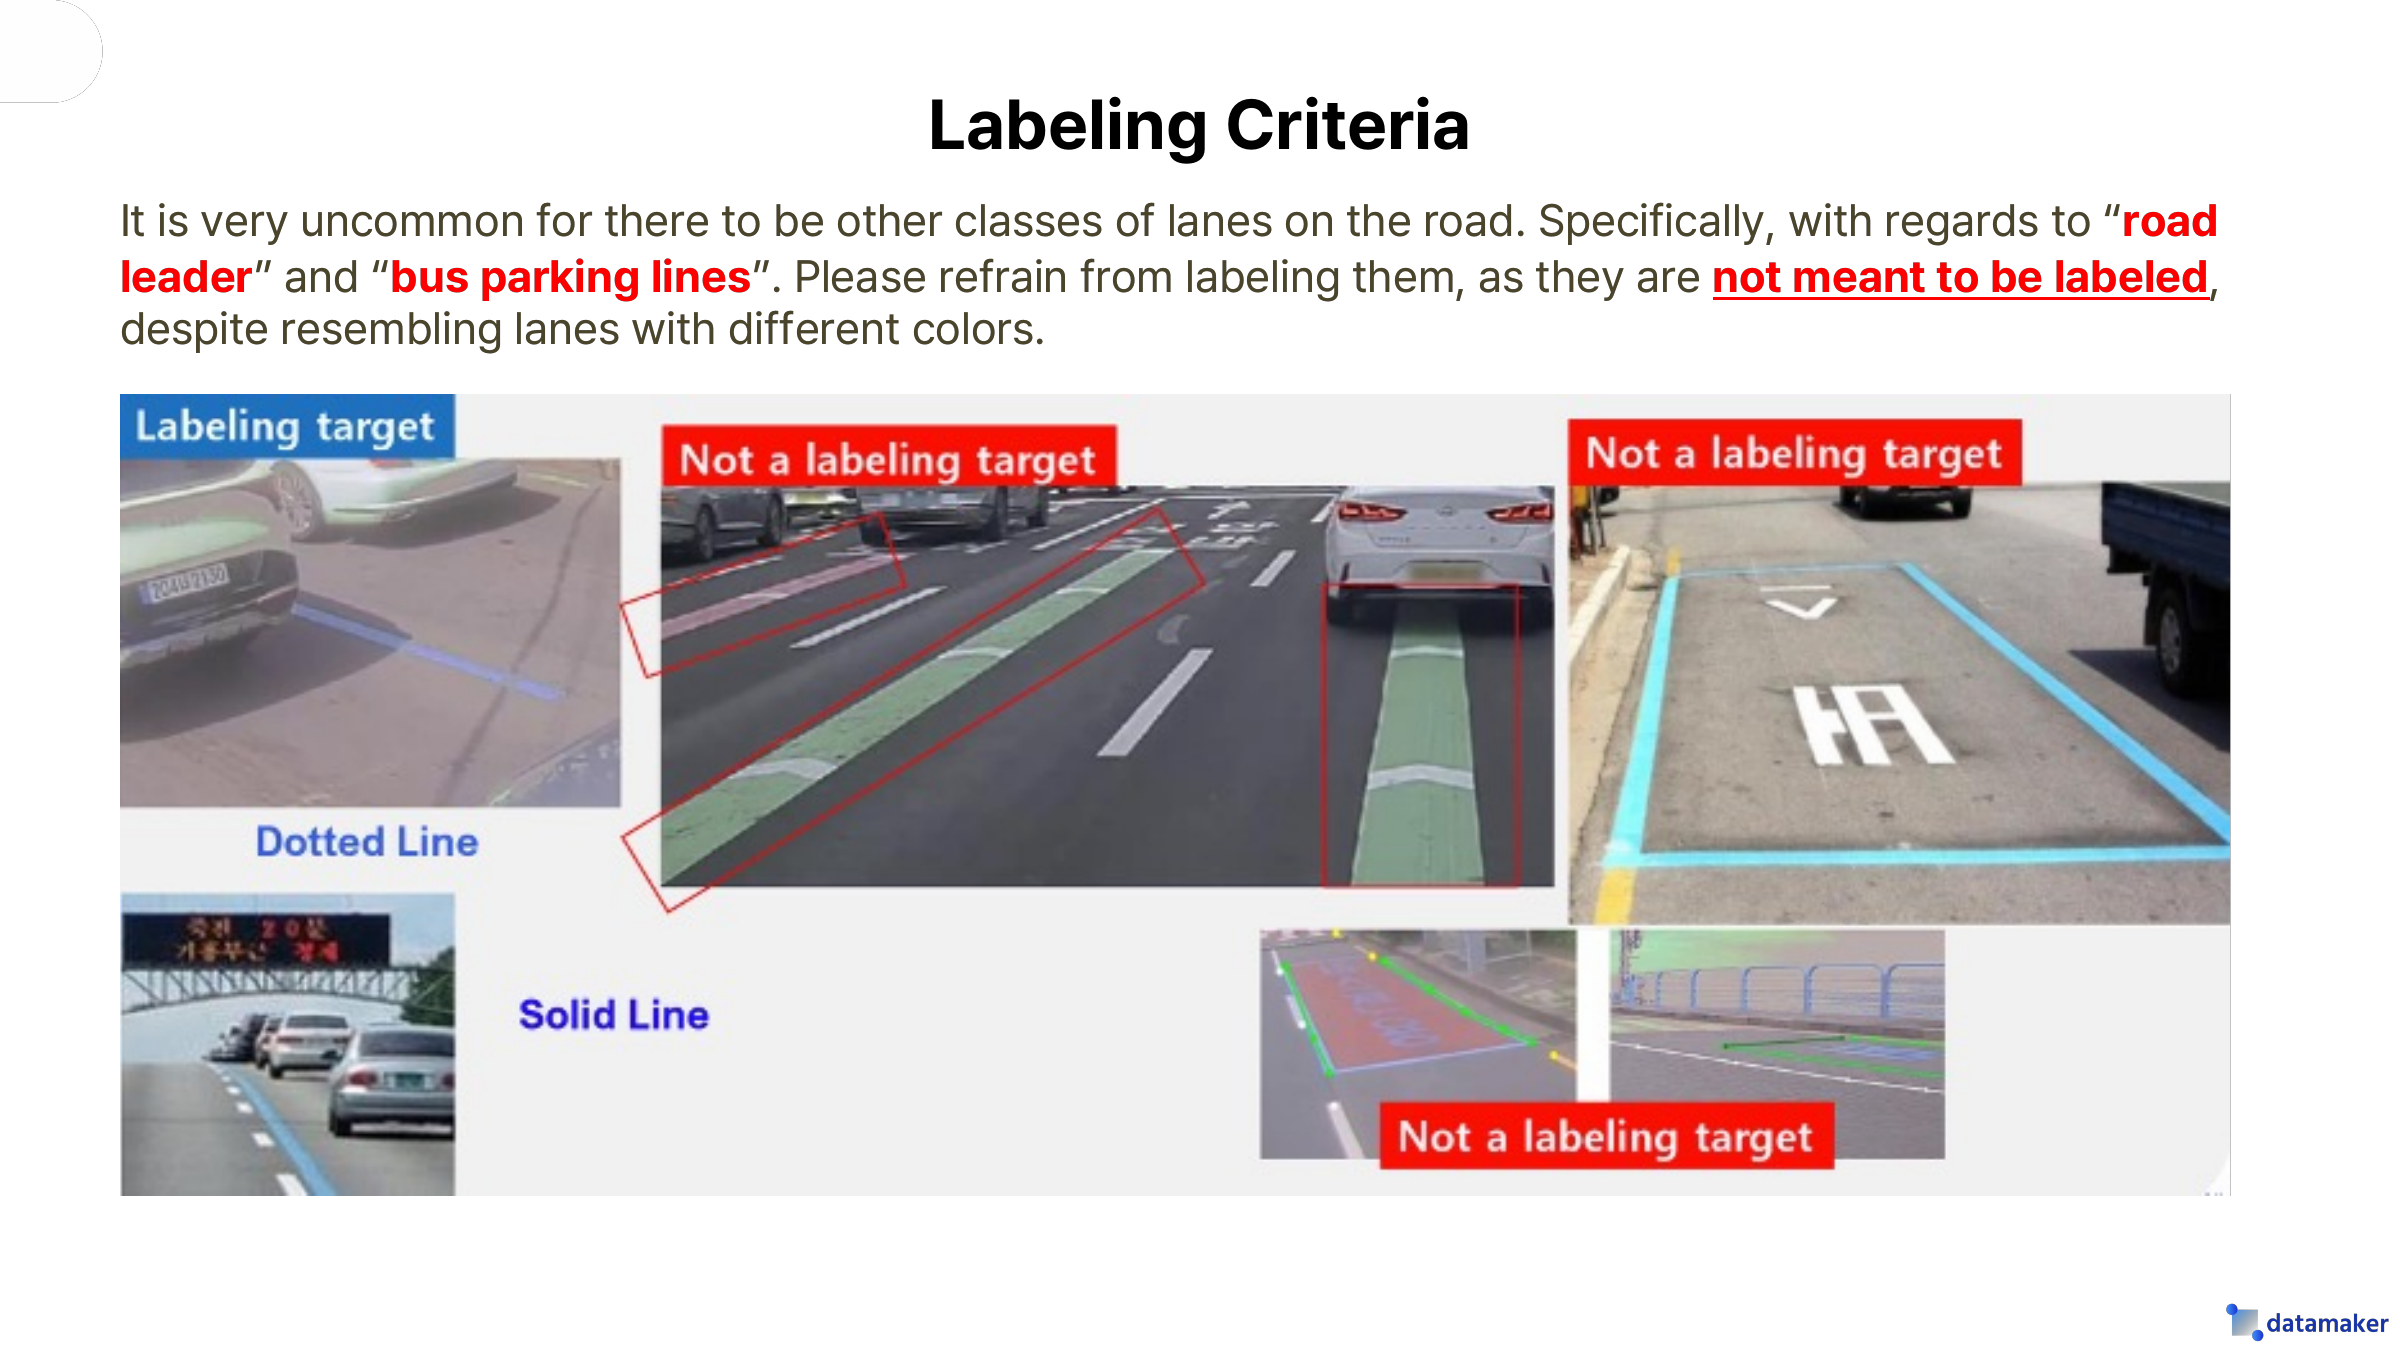 Labeling Criteria
It is very uncommon for there to be other classes of lanes on the road. Specifically, with regards to “road
leader” and “bus parking lines”. Please refrain from labeling them, as they are not meant to be labeled,
despite resembling lanes with different colors.
Labeling target
Not a labeling target
Not a labeling target
Dotted Line
Solid Line
Not a labeling target
datamaker